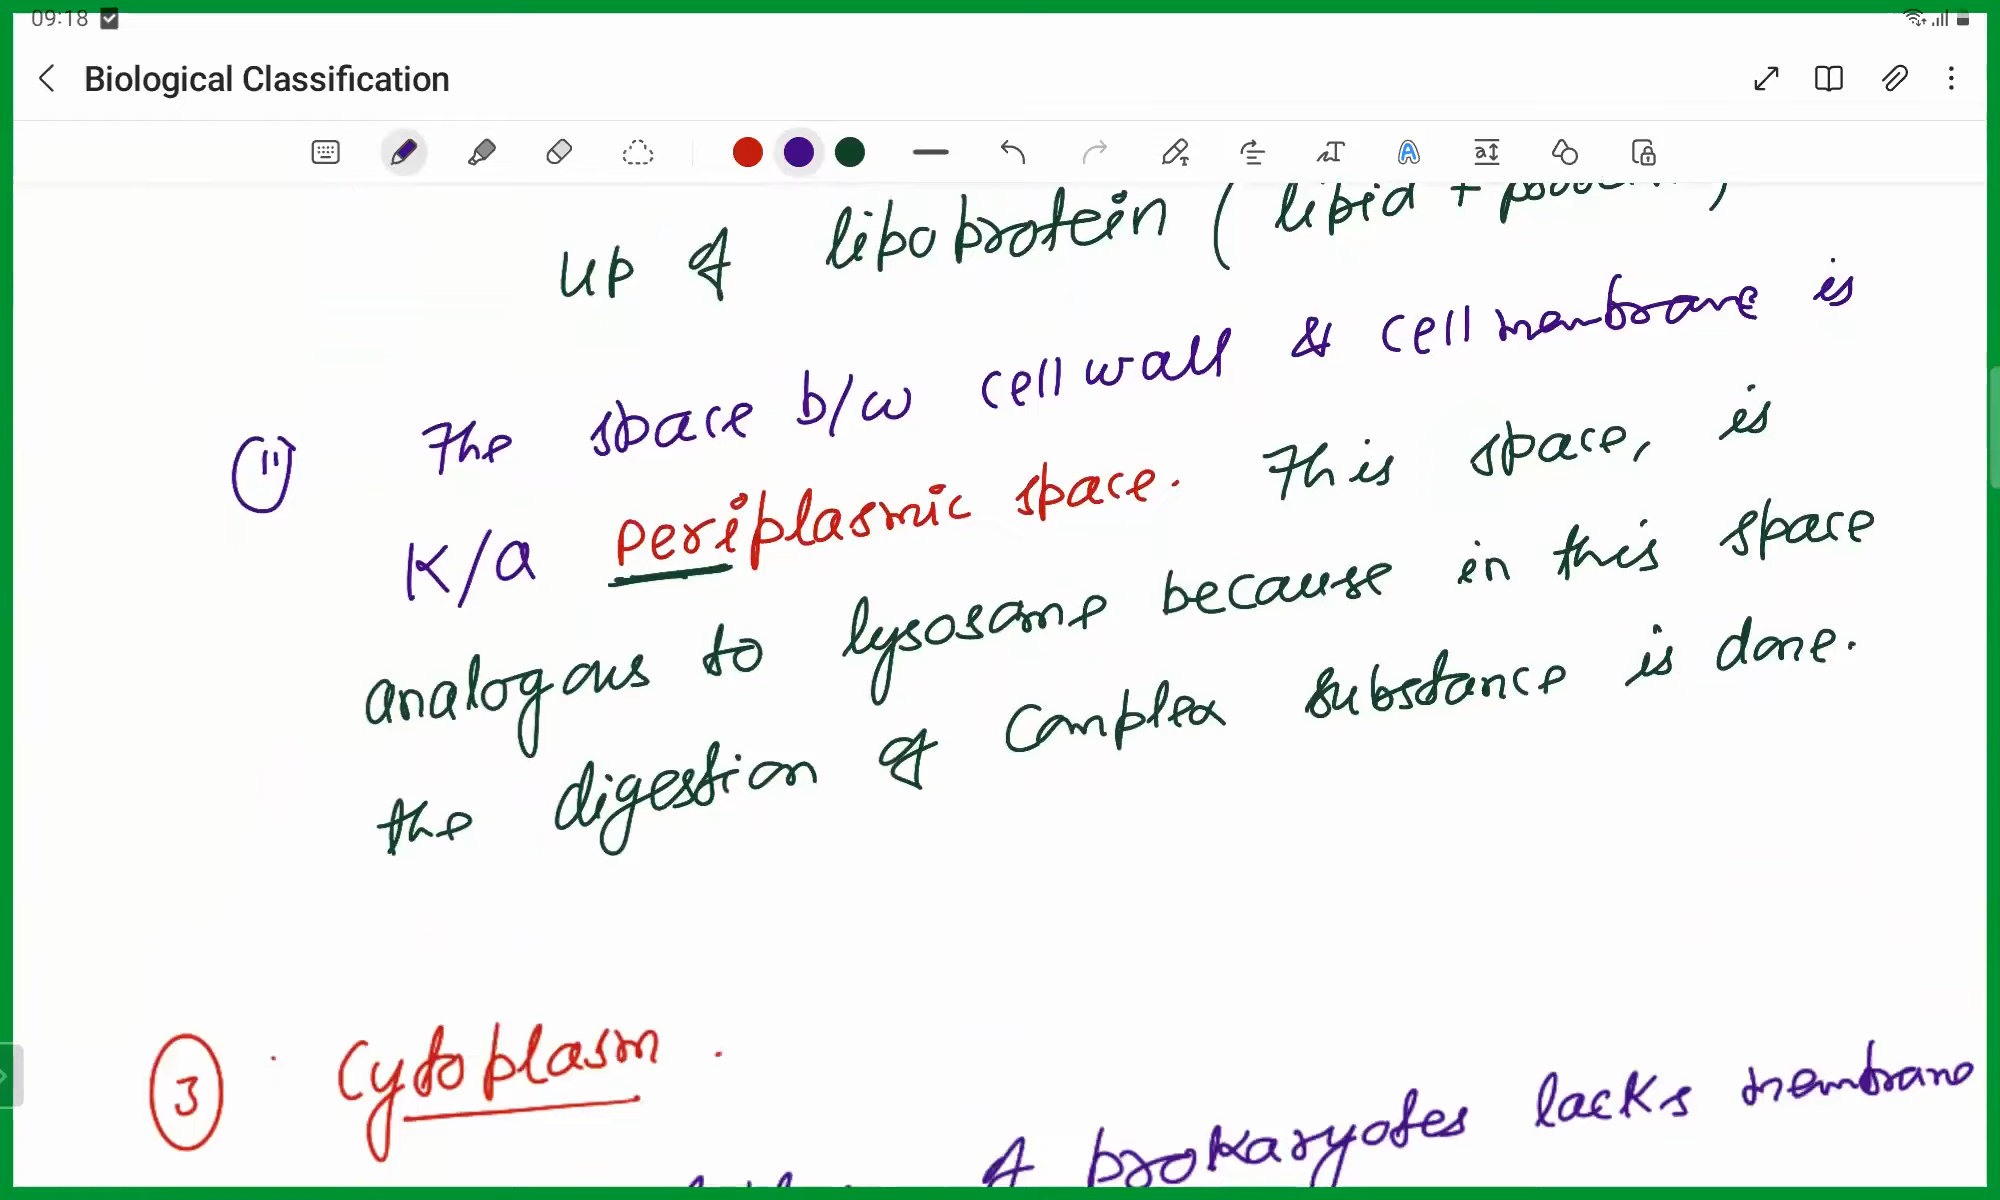 09:18
Biological Classification
up of lipoprotein (lipid +
(ii) The space b/w cell wall & cell membrane is
K/a periplasmic space. This space, is
analogous to lysosome because in this space
the digestion of complex substance is done.
3 Cytoplasm
of prokaryotes lacks membrane